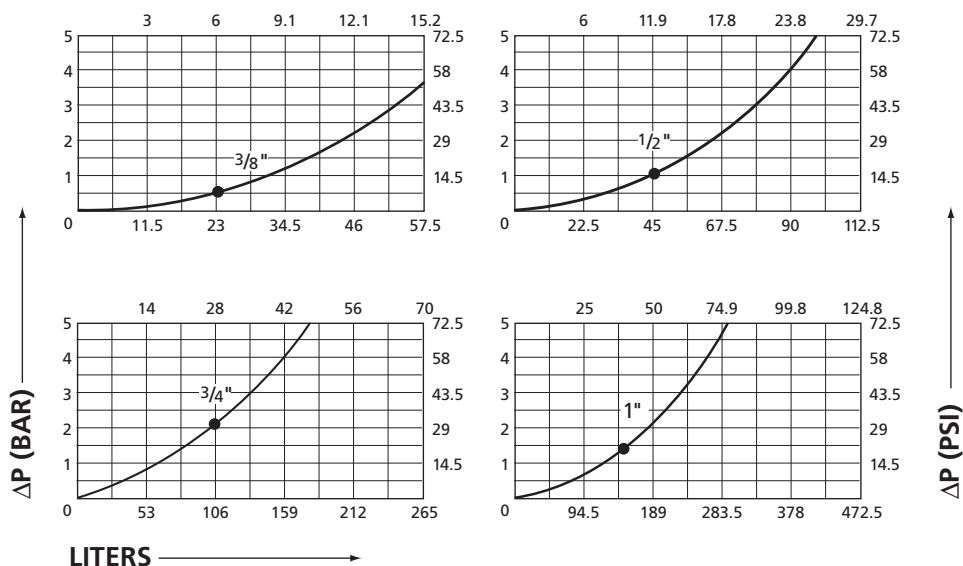 3 6 9.1 12.1 15.2
5 72.5
4 58
3 43.5
2 29
1 14.5
0
3/8"
11.5 23 34.5 46 57.5
6 11.9 17.8 23.8 29.7
5 72.5
4 58
3 43.5
2 29
1 14.5
0
1/2"
22.5 45 67.5 90 112.5
14 28 42 56 70
5 72.5
4 58
3 43.5
2 29
1 14.5
0
3/4"
53 106 159 212 265
25 50 74.9 99.8 124.8
5 72.5
4 58
3 43.5
2 29
1 14.5
0
1"
94.5 189 283.5 378 472.5
ΔP (BAR)
ΔP (PSI)
LITERS